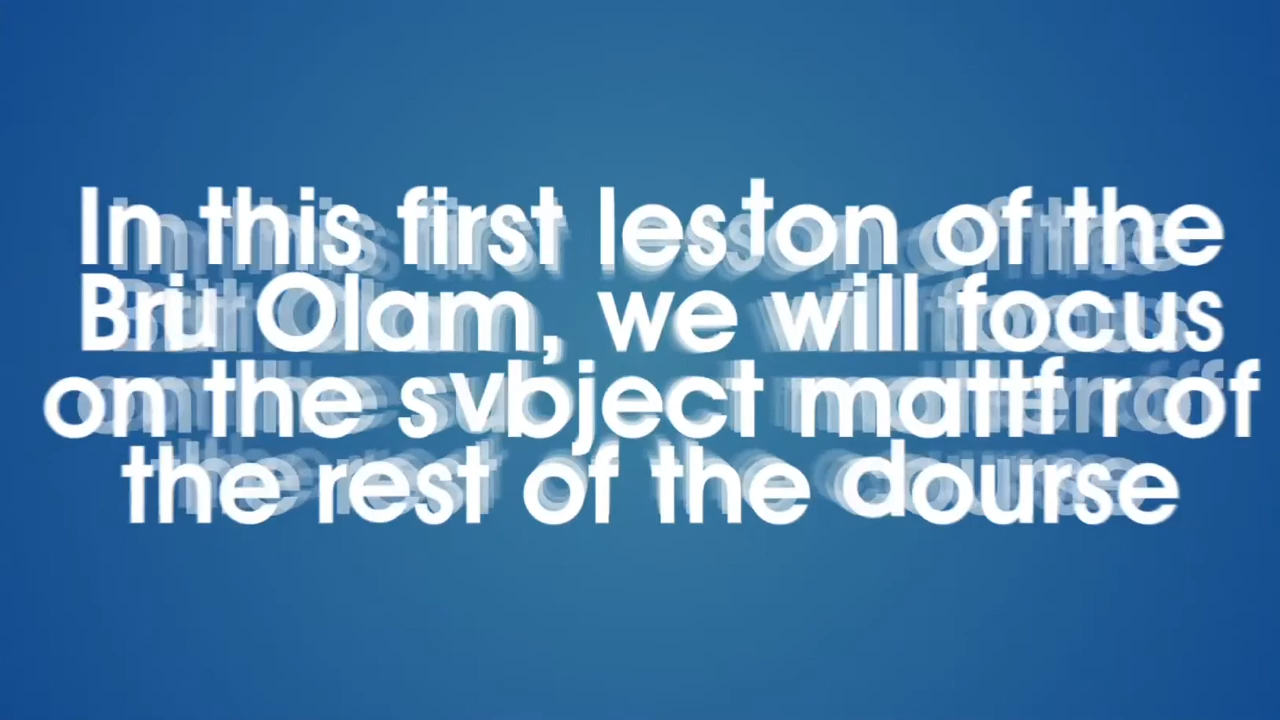 In this first leston of the
Briu Olam, we will focus
on the svbject mattf r of
the rest of the dourse